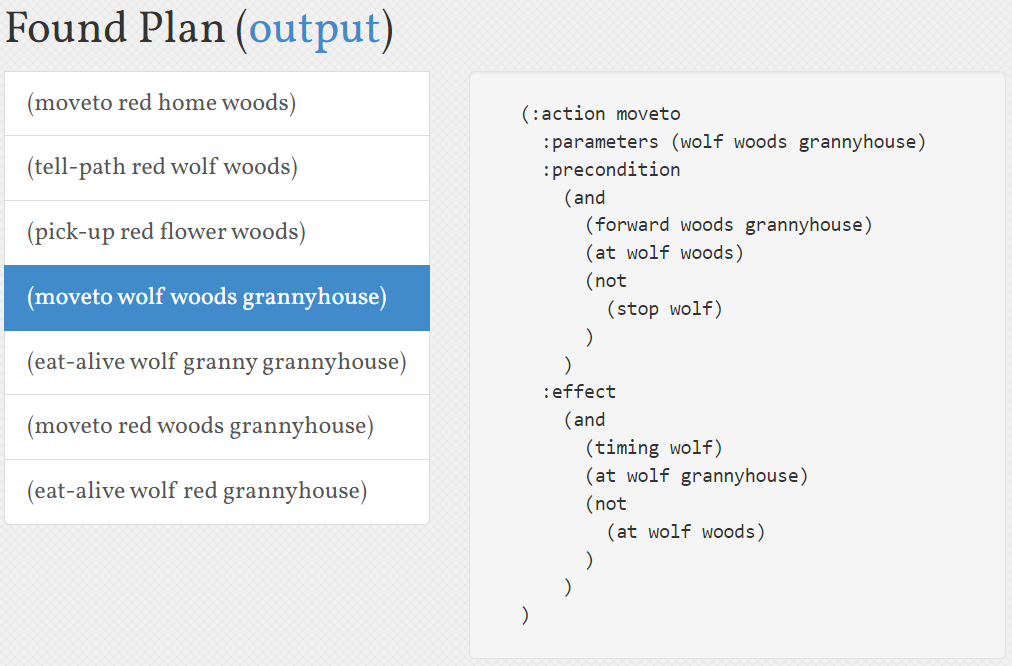 Found Plan (output)
(moveto red home woods)
(tell-path red wolf woods)
(pick-up red flower woods)
(moveto wolf woods grannyhouse)
(eat-alive wolf granny grannyhouse)
(moveto red woods grannyhouse)
(eat-alive wolf red grannyhouse)
(:action moveto
  :parameters (wolf woods grannyhouse)
  :precondition
    (and
      (forward woods grannyhouse)
      (at wolf woods)
      (not
        (stop wolf)
      )
    )
  :effect
    (and
      (timing wolf)
      (at wolf grannyhouse)
      (not
        (at wolf woods)
      )
    )
)